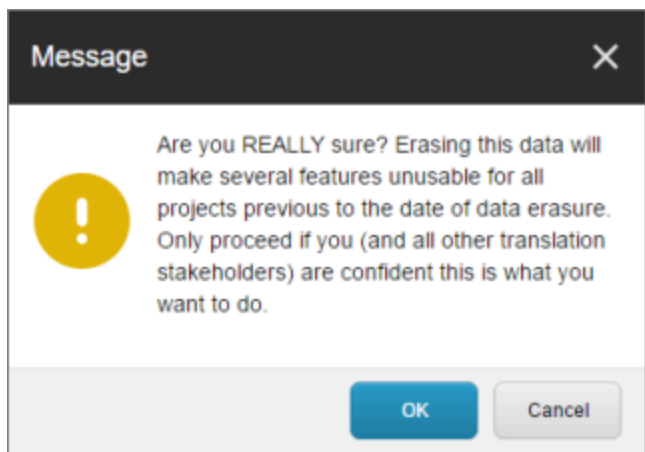 Message
Are you REALLY sure? Erasing this data will
make several features unusable for all
projects previous to the date of data erasure.
Only proceed if you (and all other translation
stakeholders) are confident this is what you
want to do.
OK
Cancel